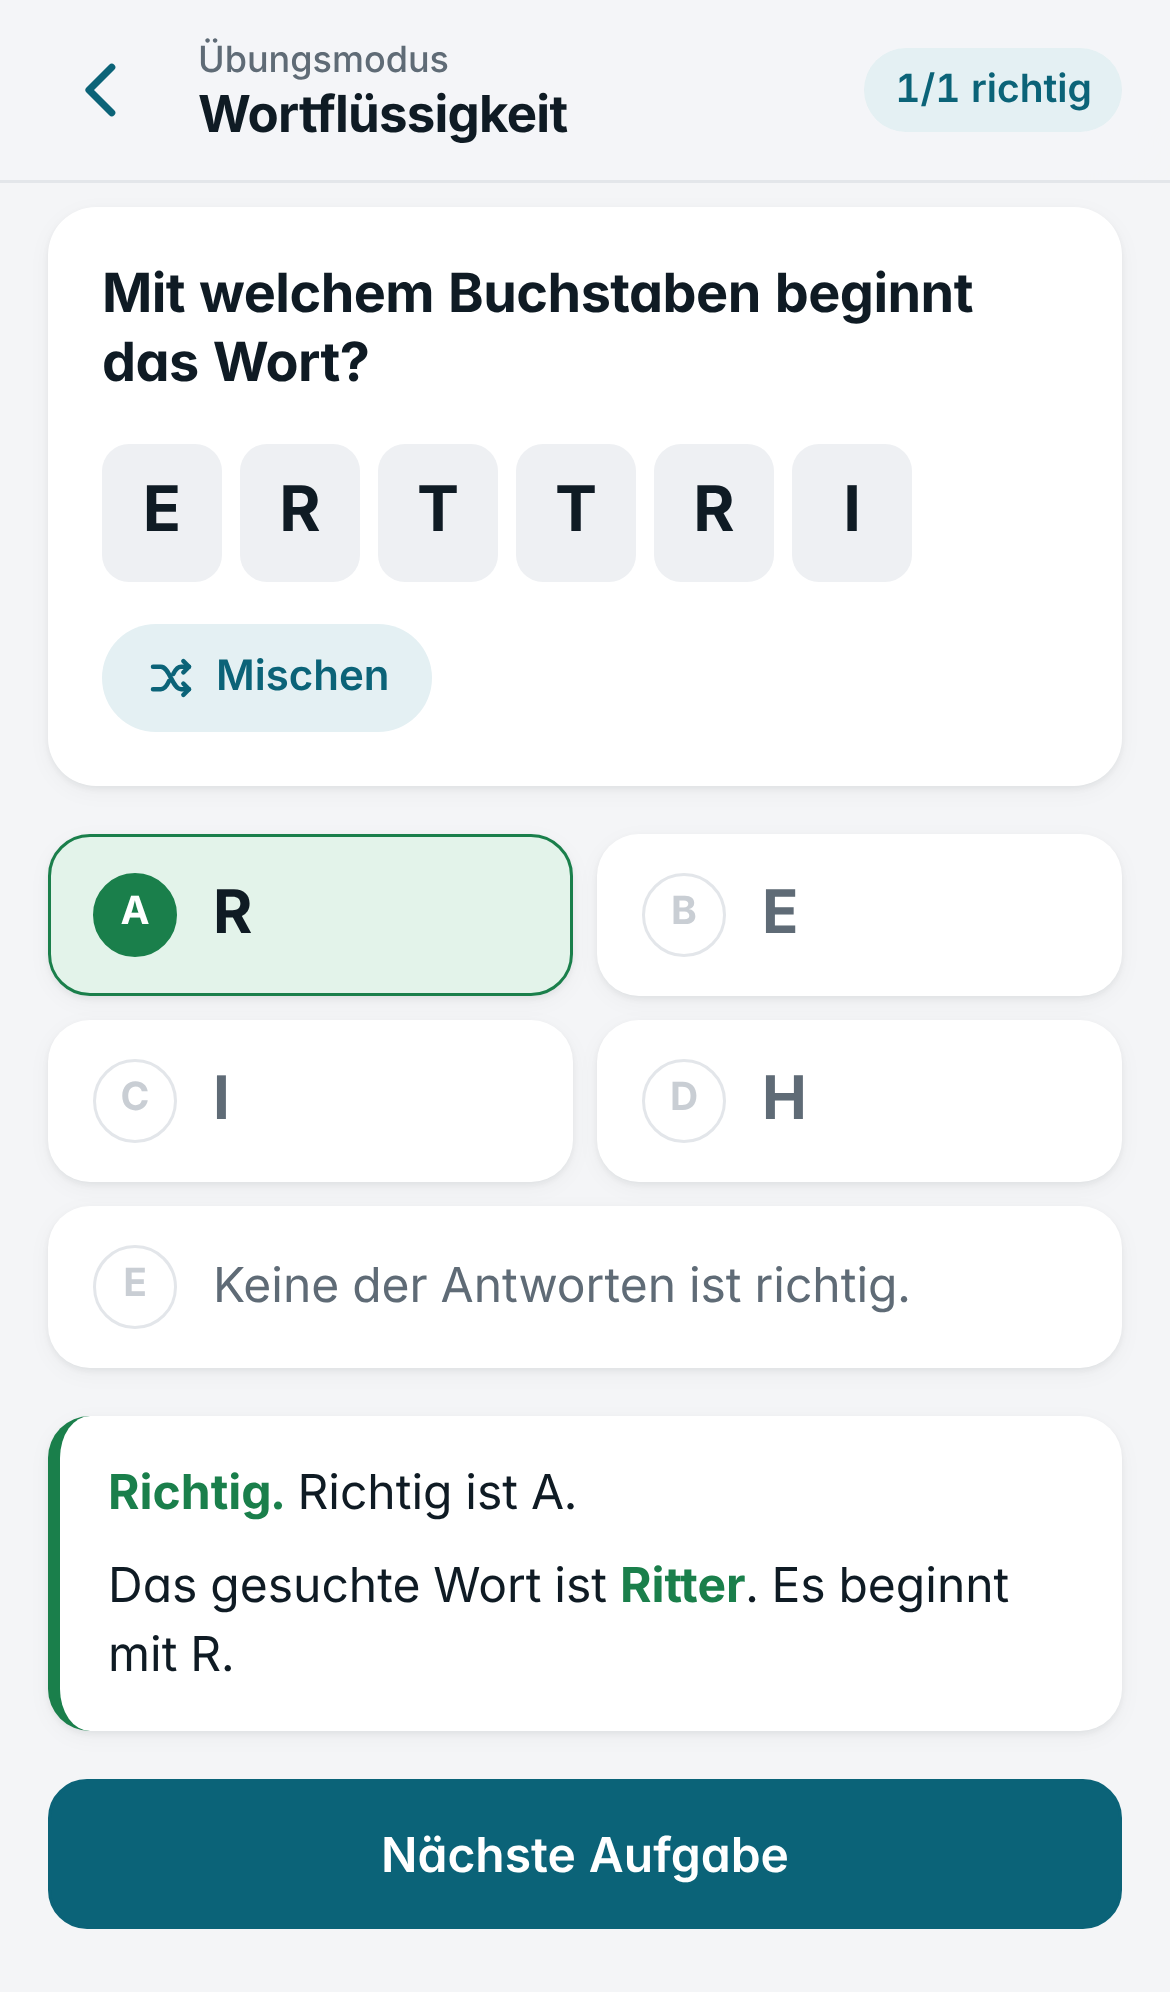 Übungsmodus
Wortflüssigkeit
1/1 richtig
Mit welchem Buchstaben beginnt
das Wort?
E R T T R I
Mischen
A R
B E
C I
D H
E Keine der Antworten ist richtig.
Richtig. Richtig ist A.
Das gesuchte Wort ist Ritter. Es beginnt
mit R.
Nächste Aufgabe